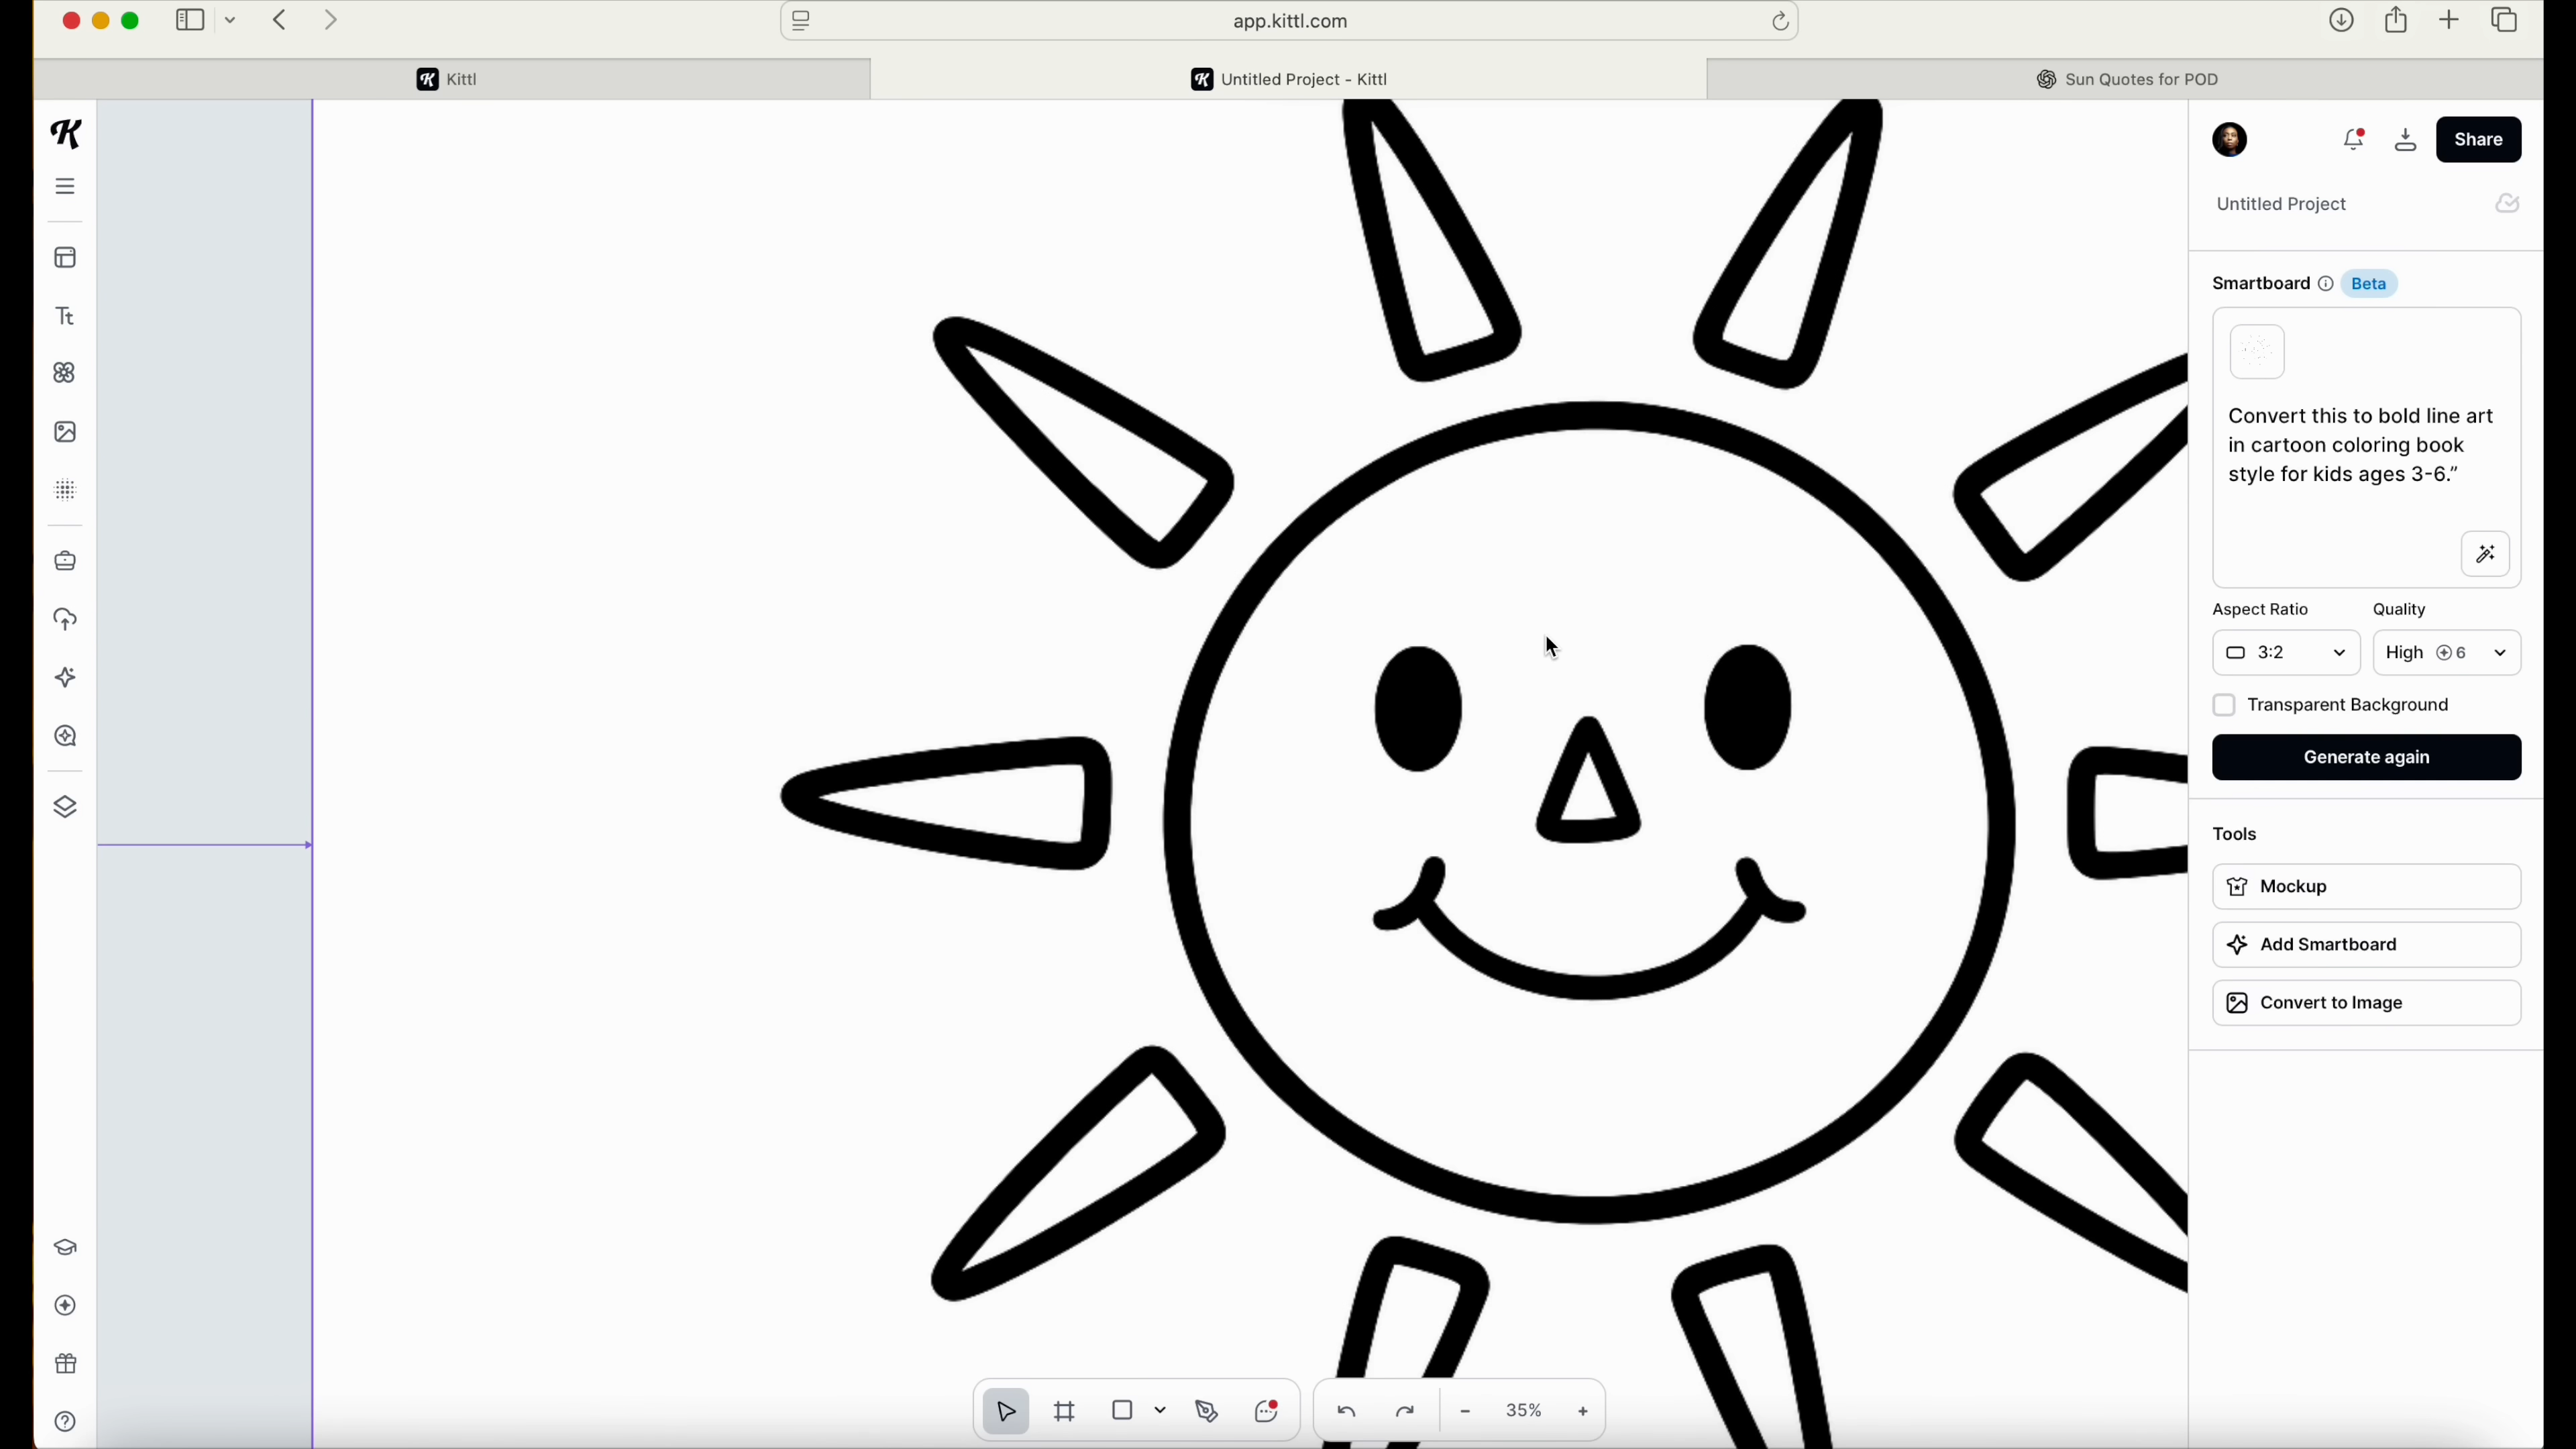 app.kittl.com
Kittl
Untitled Project - Kittl
Sun Quotes for POD
Share
Untitled Project
Smartboard Beta
Convert this to bold line art
in cartoon coloring book
style for kids ages 3-6.”
Aspect Ratio Quality
3:2 High 6
Transparent Background
Generate again
Tools
Mockup
Add Smartboard
Convert to Image
Tt
- 35% +